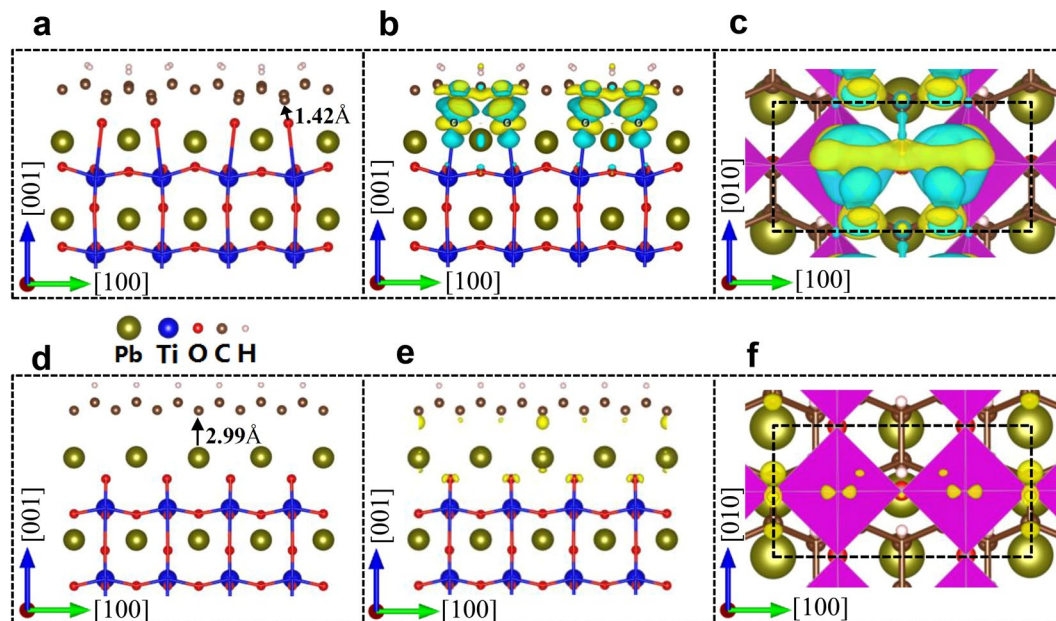 a
b
c
1.42Å
[001]
[100]
[001]
[100]
[010]
[100]
Pb Ti O C H
d
e
f
2.99Å
[001]
[100]
[001]
[100]
[010]
[100]